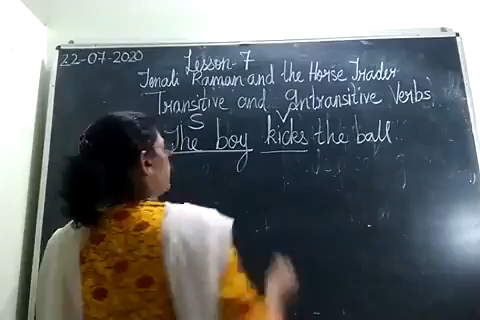 22-07-2020
Lesson-7
Tenali Raman and the Horse Trader
Transitive and Intransitive Verbs
S V
The boy kicks the ball